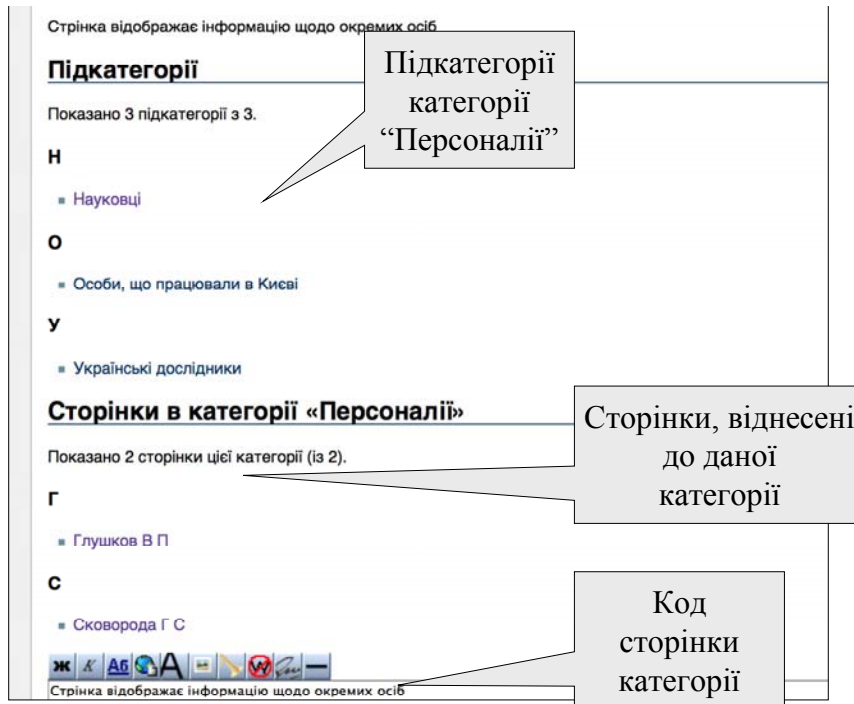 Стрінка відображає інформацію щодо окремих осіб
Підкатегорії
Показано 3 підкатегорії з 3.
Підкатегорії
категорії
“Персоналії”
Н
Науковці
О
Особи, що працювали в Києві
У
Українські дослідники
Сторінки в категорії «Персоналії»
Показано 2 сторінки цієї категорії (із 2).
Сторінки, віднесені
до даної
категорії
Г
Глушков В П
С
Сковорода Г С
Ж К Аб А W
Стрінка відображає інформацію щодо окремих осіб
Код
сторінки
категорії